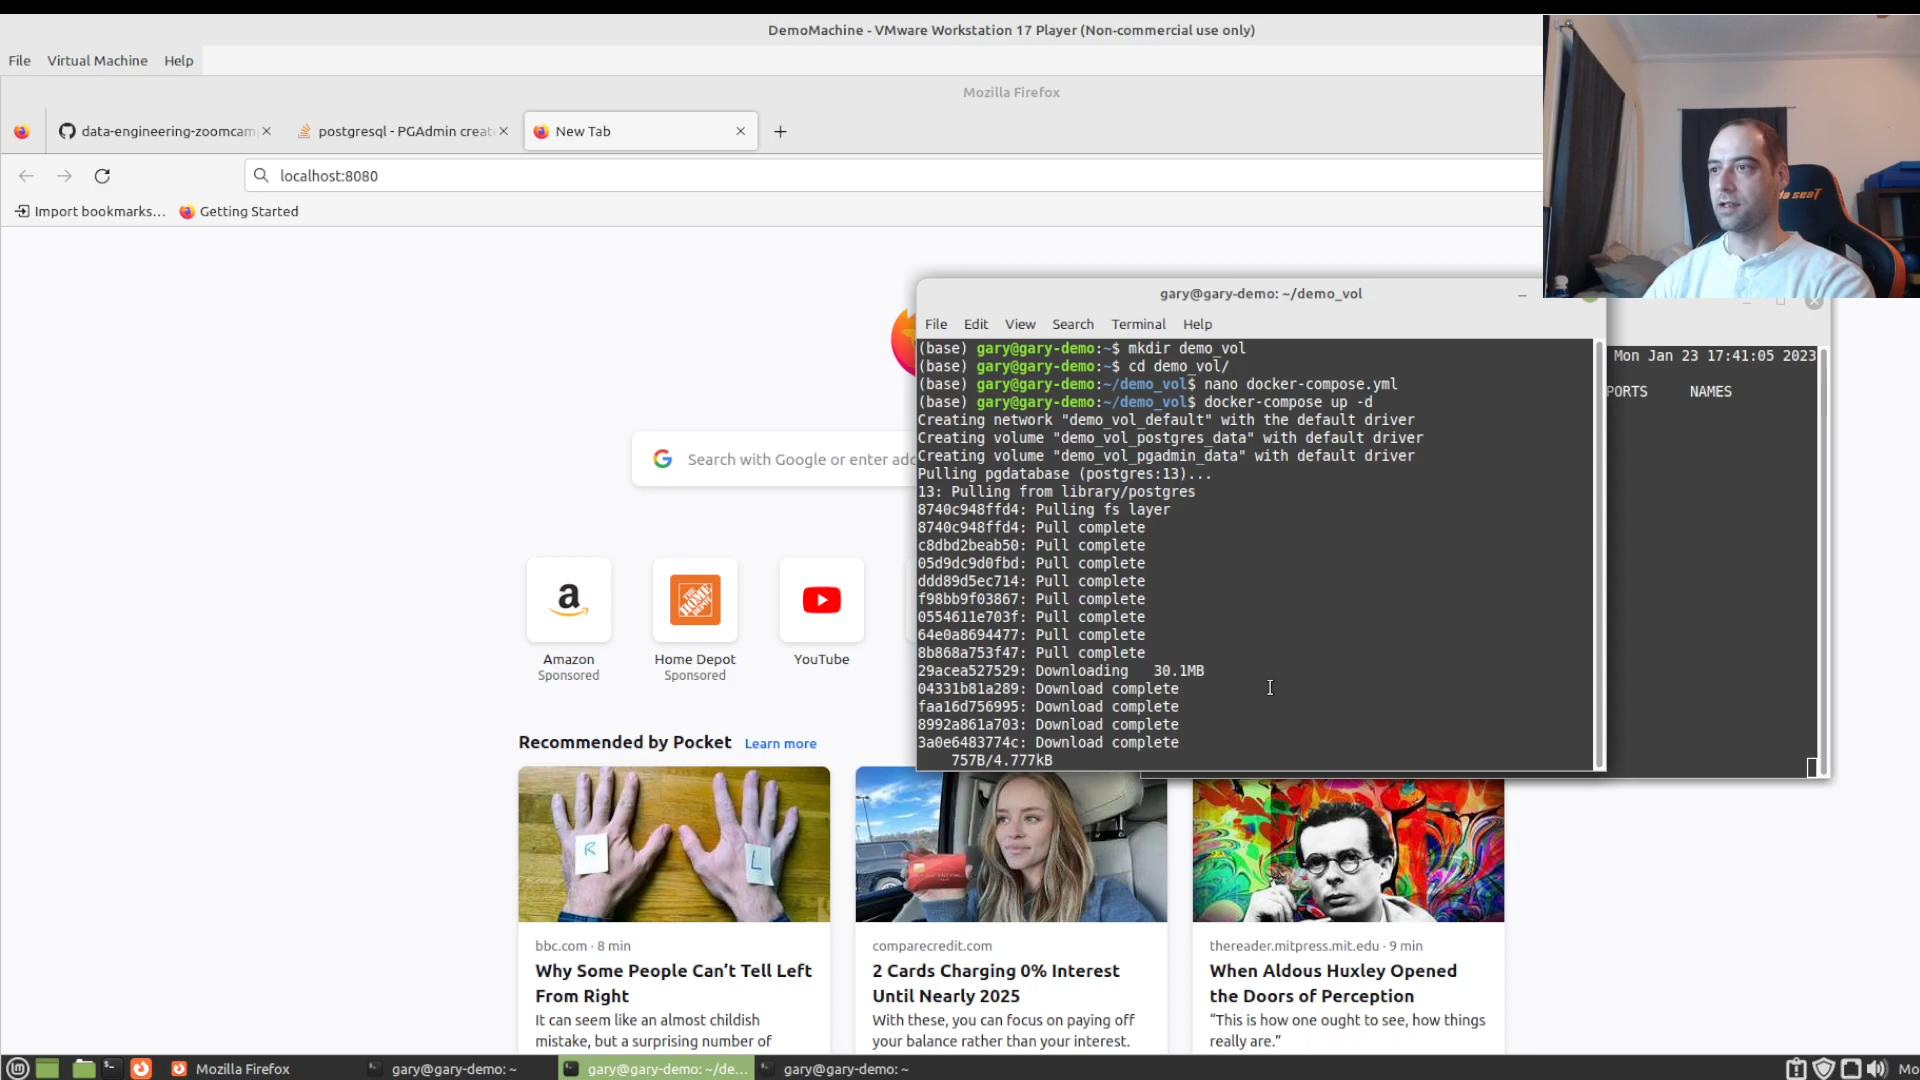 DemoMachine - VMware Workstation 17 Player (Non-commercial use only)
File Virtual Machine Help
Mozilla Firefox
data-engineering-zoomcam
postgresql - PGAdmin creat
New Tab
localhost:8080
Import bookmarks...
Getting Started
Search with Google or enter add
Amazon
Sponsored
THE HOME DEPOT
Home Depot
Sponsored
YouTube
gary@gary-demo: ~/demo_vol
File Edit View Search Terminal Help
(base) gary@gary-demo:~$ mkdir demo_vol
(base) gary@gary-demo:~$ cd demo_vol/
(base) gary@gary-demo:~/demo_vol$ nano docker-compose.yml
(base) gary@gary-demo:~/demo_vol$ docker-compose up -d
Creating network "demo_vol_default" with the default driver
Creating volume "demo_vol_postgres_data" with default driver
Creating volume "demo_vol_pgadmin_data" with default driver
Pulling pgdatabase (postgres:13)...
13: Pulling from library/postgres
8740c948ffd4: Pulling fs layer
8740c948ffd4: Pull complete
c8dbd2beab50: Pull complete
05d9dc9d0fbd: Pull complete
ddd89d5ec714: Pull complete
f98bb9f03867: Pull complete
0554611e703f: Pull complete
64e0a8694477: Pull complete
8b868a753f47: Pull complete
29acea527529: Downloading 30.1MB
04331b81a289: Download complete
faa16d756995: Download complete
8992a861a703: Download complete
3a0e6483774c: Download complete
757B/4.777kB
Mon Jan 23 17:41:05 2023
PORTS NAMES
Recommended by Pocket Learn more
R
L
bbc.com · 8 min
Why Some People Can’t Tell Left
From Right
It can seem like an almost childish
mistake, but a surprising number of
comparecredit.com
2 Cards Charging 0% Interest
Until Nearly 2025
With these, you can focus on paying off
your balance rather than your interest.
thereader.mitpress.mit.edu · 9 min
When Aldous Huxley Opened
the Doors of Perception
“This is how one ought to see, how things
really are.”
Mozilla Firefox
gary@gary-demo: ~
gary@gary-demo: ~/de...
gary@gary-demo: ~
Mo